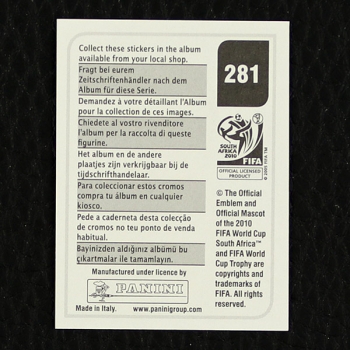 Collect these stickers in the album
available from your local shop.
Fragt bei eurem
Zeitschriftenhändler nach dem
Album für diese Serie.
Demandez à votre détaillant l'Album
pour la collection de ces images.
Chiedete al vostro rivenditore
l'album per la raccolta di queste
figurine.
Het album en de andere
plaatjes zijn verkrijgbaar bij de
tijdschrifthandelaar.
Para coleccionar estos cromos
compra tu álbum en cualquier
kiosco.
Pede a caderneta desta colecção
de cromos no teu ponto de venda
habitual.
Bayinizden aldığınız albümü bu
çıkartmalar ile tamamlayın.
Manufactured under licence by
PANINI
Made in Italy. www.paninigroup.com
281
SOUTH AFRICA
2010
FIFA
OFFICIAL LICENSED
PRODUCT
© The Official
Emblem and
Official Mascot
of the 2010
FIFA World Cup
South Africa™
and FIFA World
Cup Trophy are
copyrights and
trademarks of
FIFA. All rights
reserved.